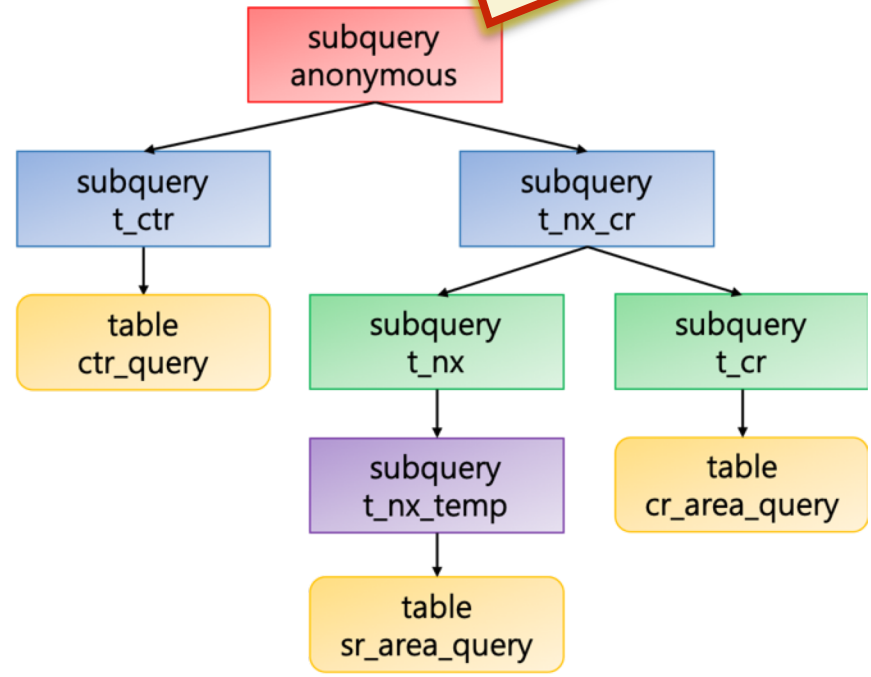 subquery
anonymous
subquery
t_ctr
subquery
t_nx_cr
table
ctr_query
subquery
t_nx
subquery
t_cr
subquery
t_nx_temp
table
cr_area_query
table
sr_area_query